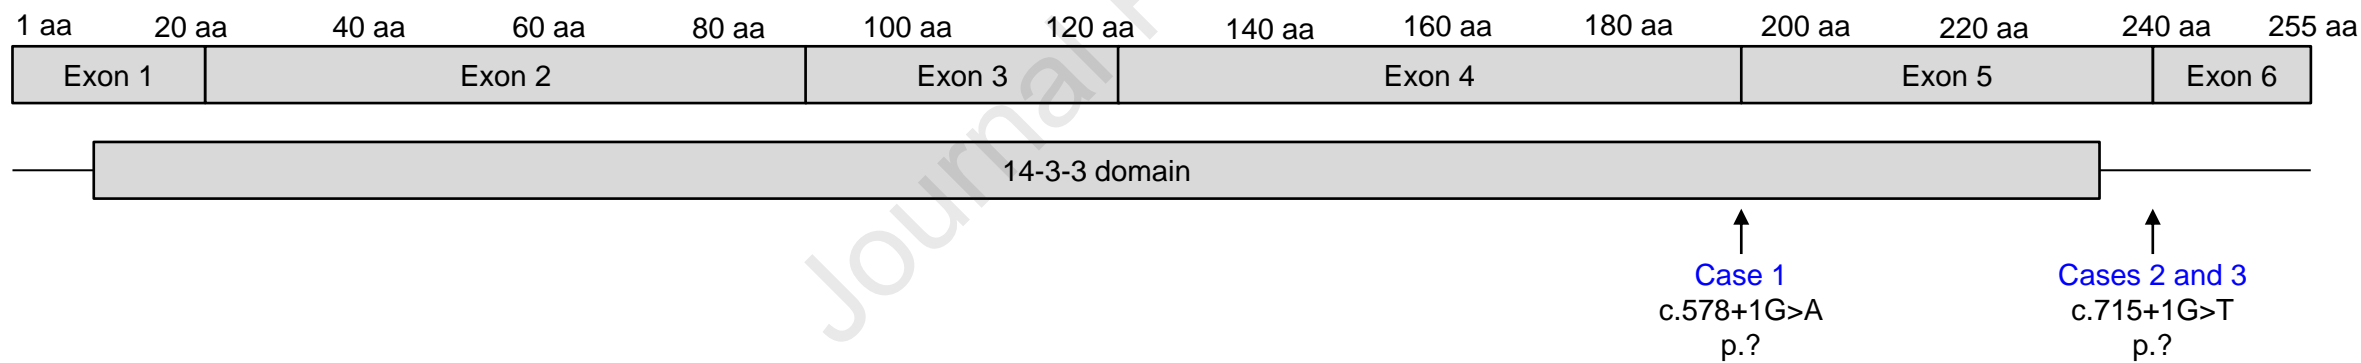 1 aa 20 aa 40 aa 60 aa 80 aa 100 aa 120 aa 140 aa 160 aa 180 aa 200 aa 220 aa 240 aa 255 aa
Exon 1 Exon 2 Exon 3 Exon 4 Exon 5 Exon 6
14-3-3 domain
Case 1 Cases 2 and 3
c.578+1G>A c.715+1G>T
p.? p.?
Journal